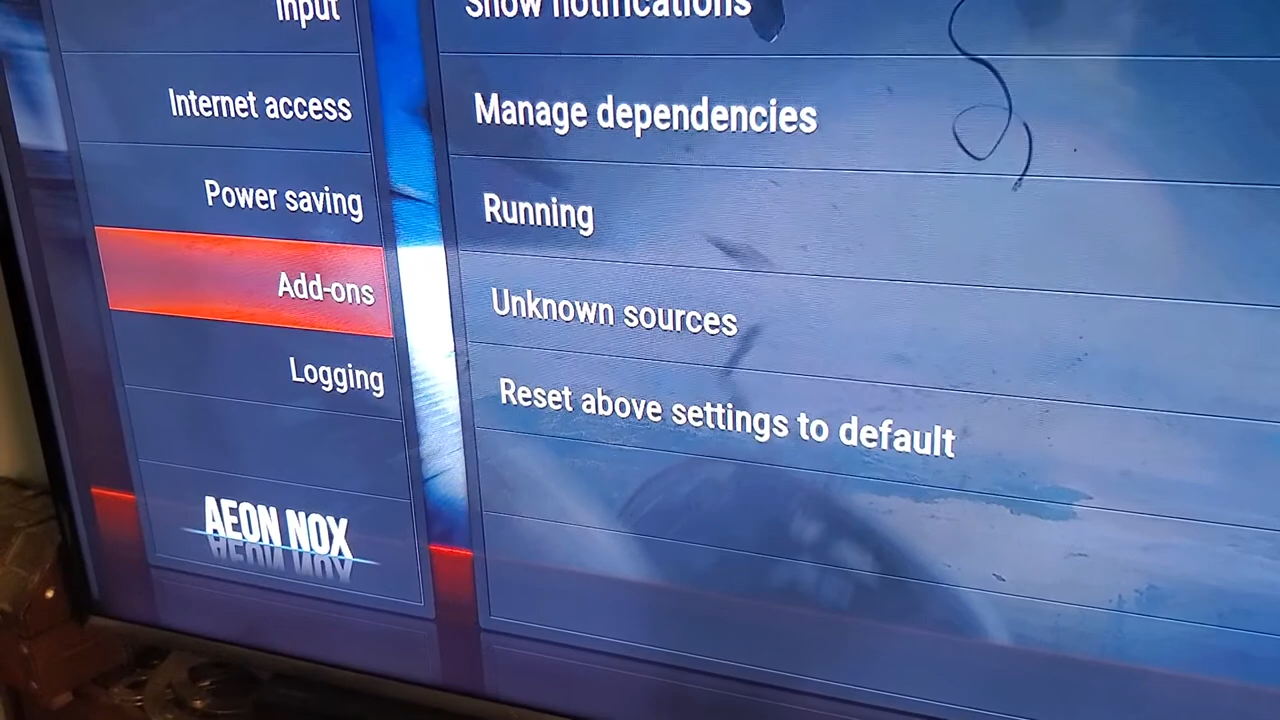 Input
Internet access
Power saving
Add-ons
Logging
AEON NOX
Show notifications
Manage dependencies
Running
Unknown sources
Reset above settings to default